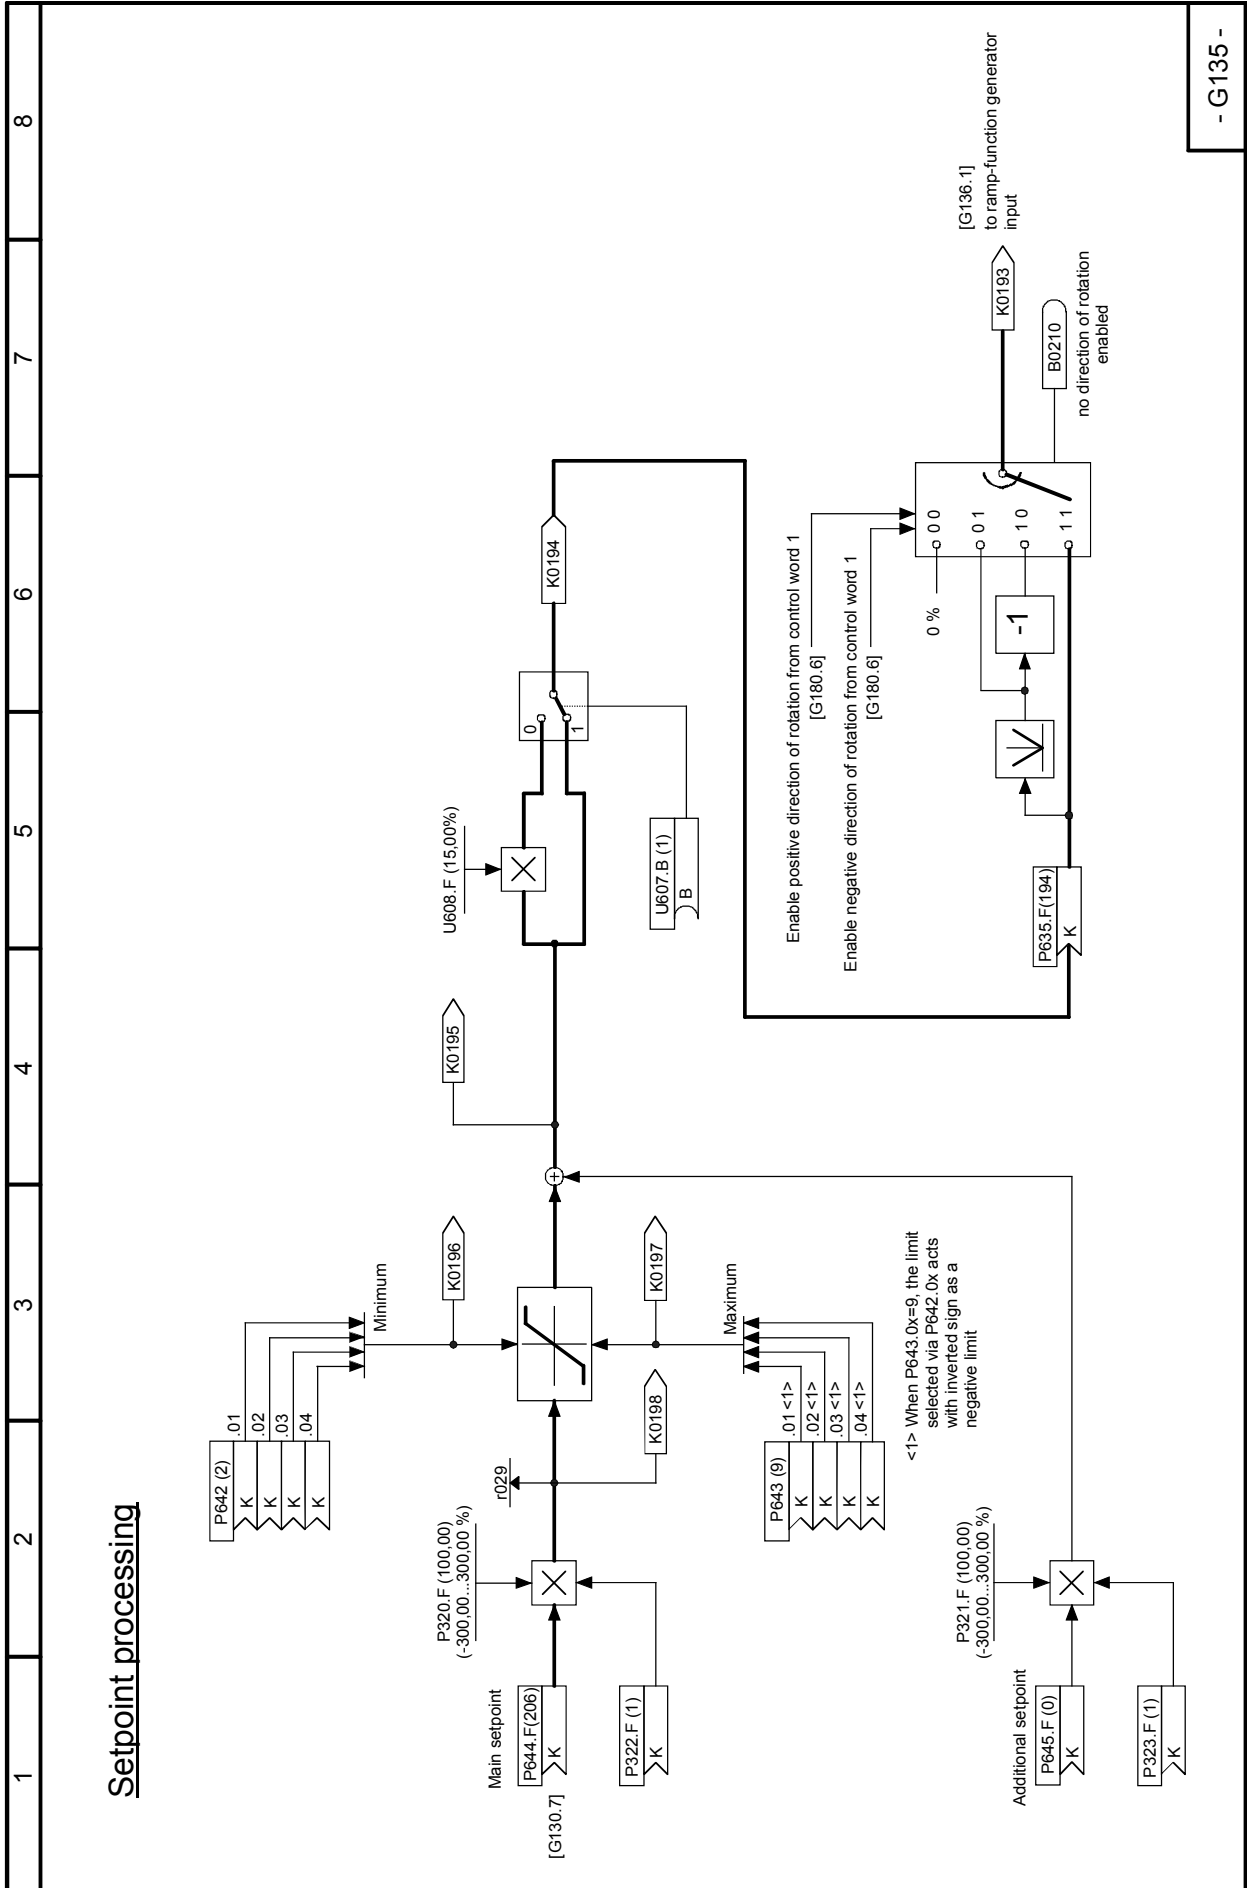 1
2
3
4
5
6
7
8
Setpoint processing
P642 (2)
K
K
K
K
.01
.02
.03
.04
Minimum
K0196
Main setpoint
P644.F(206)
K
[G130.7]
P322.F (1)
K
P320.F (100,00)
(-300,00...300,00 %)
r029
K0198
K0197
Maximum
P643 (9)
K
K
K
K
.01 <1>
.02 <1>
.03 <1>
.04 <1>
<1> When P643.0x=9, the limit
selected via P642.0x acts
with inverted sign as a
negative limit
Additional setpoint
P645.F (0)
K
P323.F (1)
K
P321.F (100,00)
(-300,00...300,00 %)
K0195
U608.F (15,00%)
0
1
U607.B (1)
B
K0194
Enable positive direction of rotation from control word 1
[G180.6]
Enable negative direction of rotation from control word 1
[G180.6]
P635.F(194)
K
-1
0 %
0 0
0 1
1 0
1 1
K0193
[G136.1]
to ramp-function generator
input
B0210
no direction of rotation
enabled
- G135 -